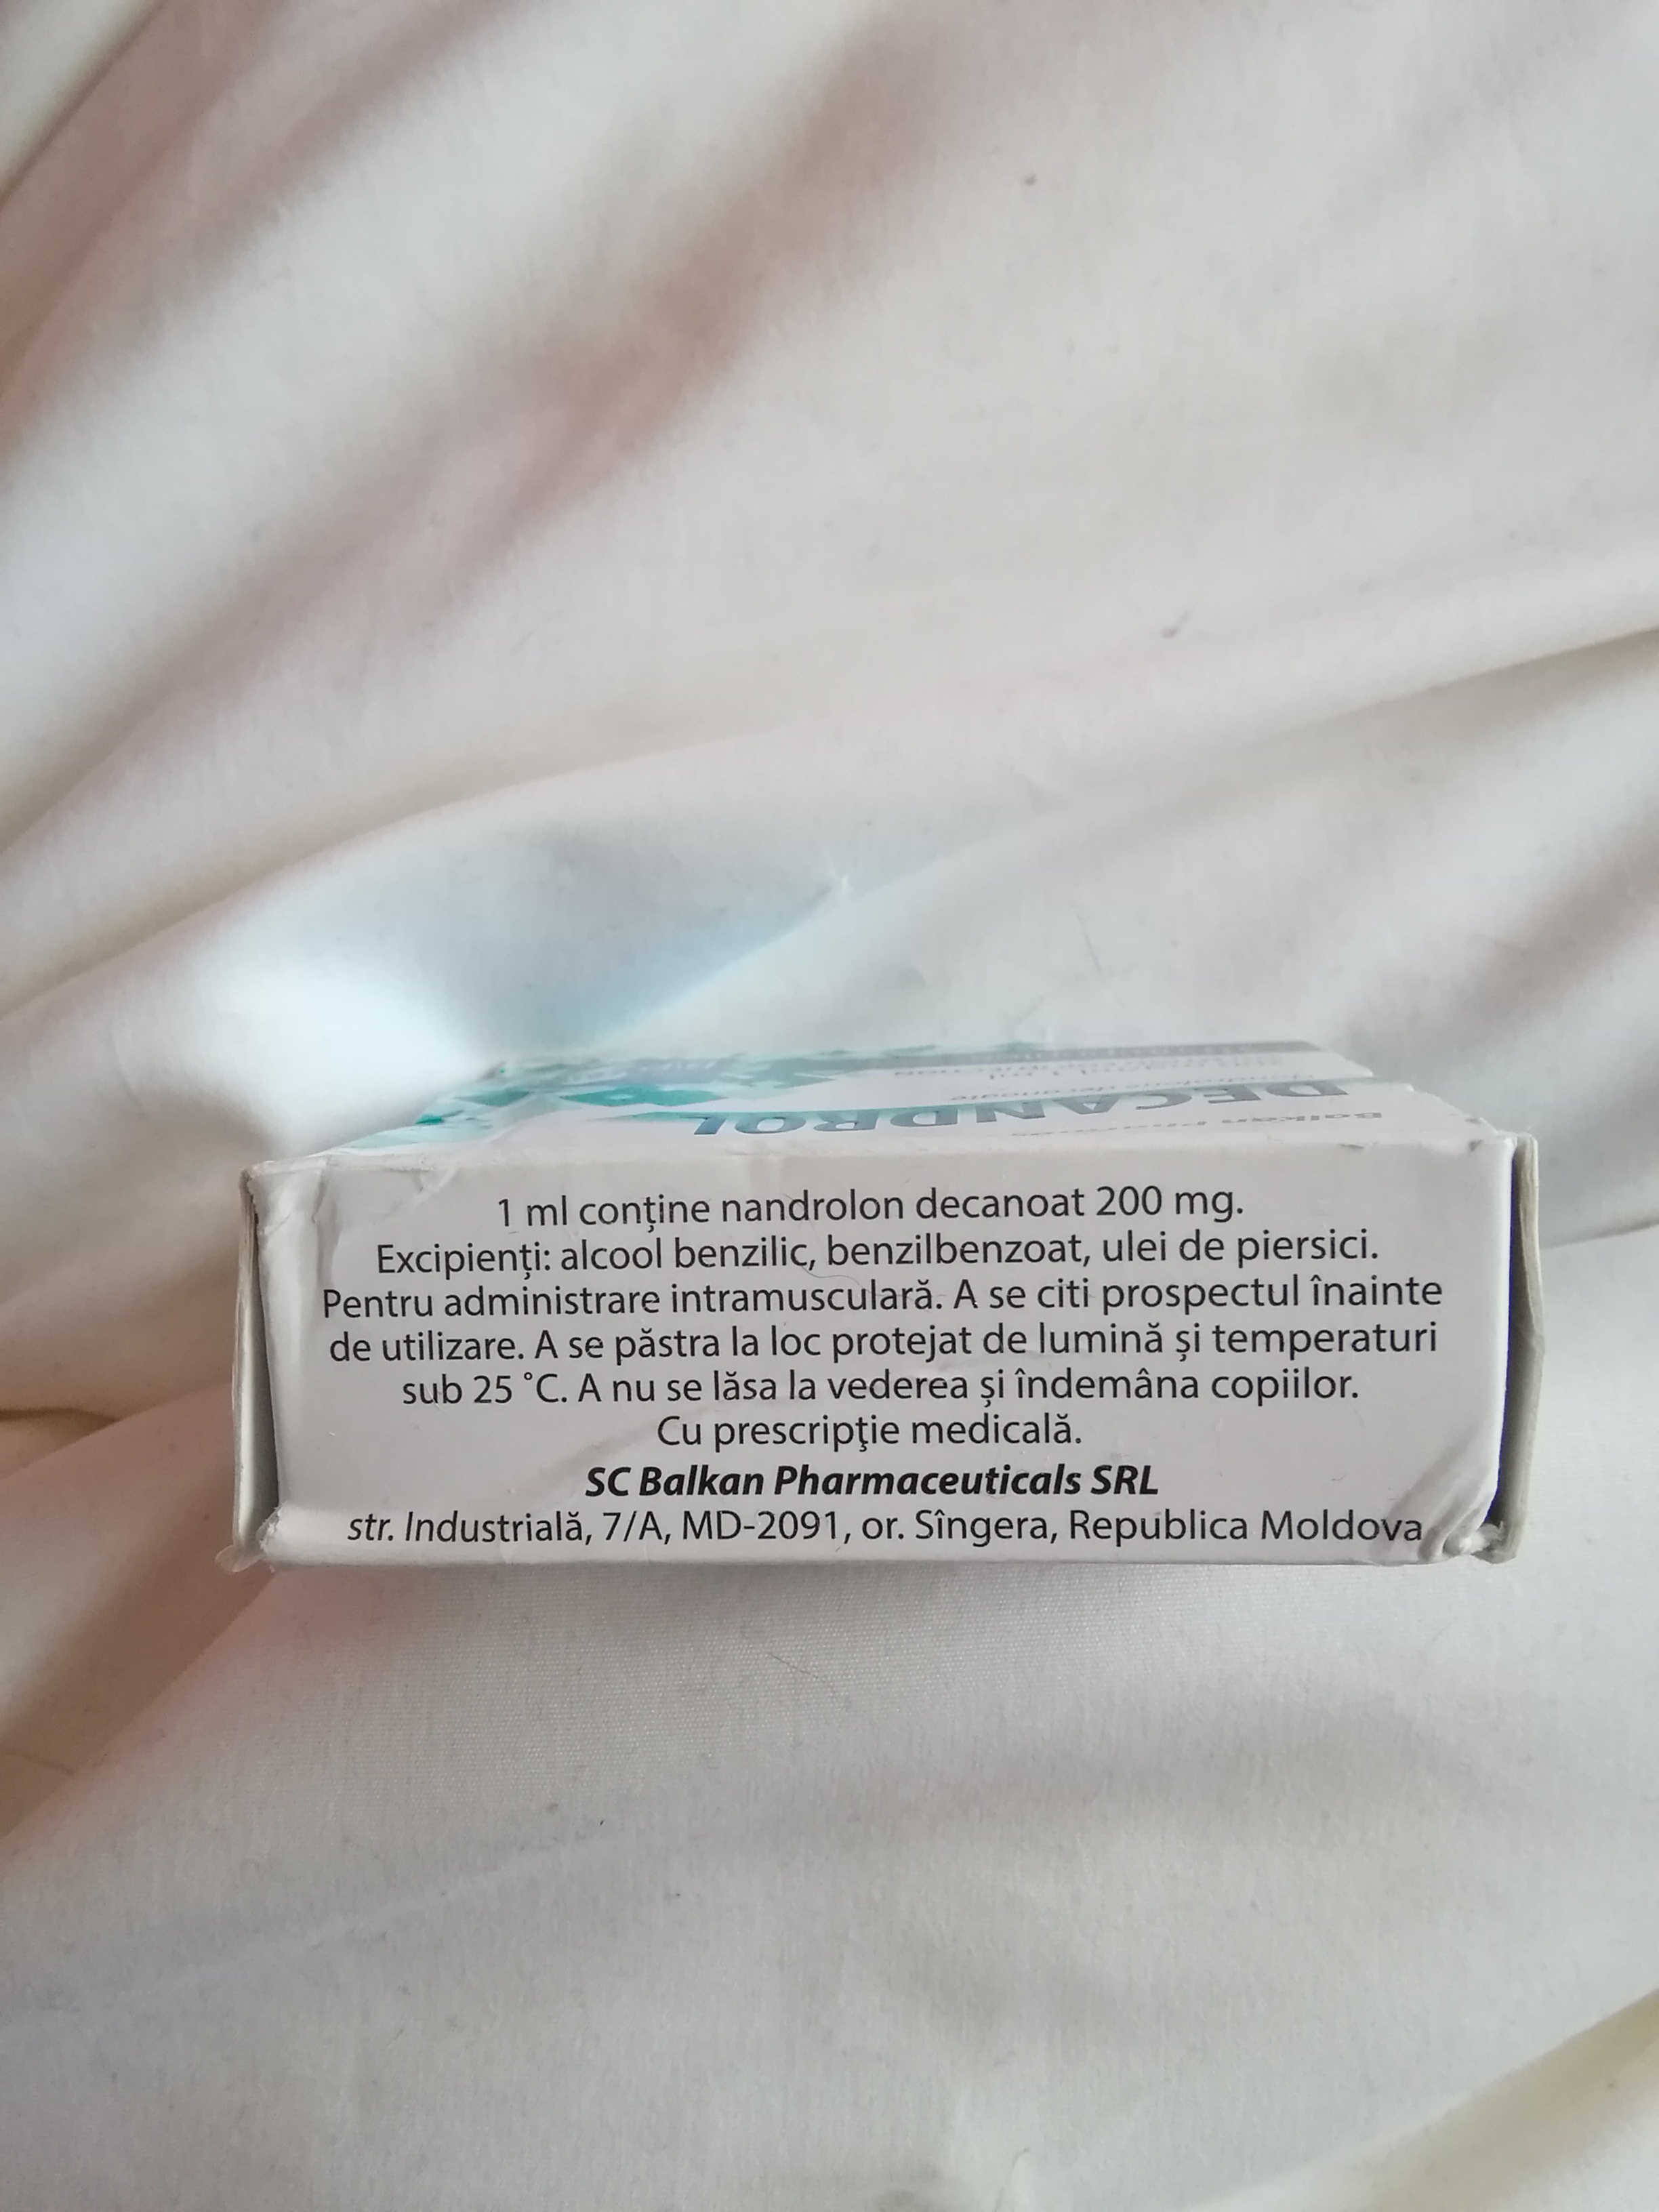 Balkan
DECANDROL
1 ml conține nandrolon decanoat 200 mg.
Excipienți: alcool benzilic, benzilbenzoat, ulei de piersici.
Pentru administrare intramusculară. A se citi prospectul înainte
de utilizare. A se păstra la loc protejat de lumină și temperaturi
sub 25 °C. A nu se lăsa la vederea și îndemâna copiilor.
Cu prescripţie medicală.
SC Balkan Pharmaceuticals SRL
str. Industrială, 7/A, MD-2091, or. Sîngera, Republica Moldova